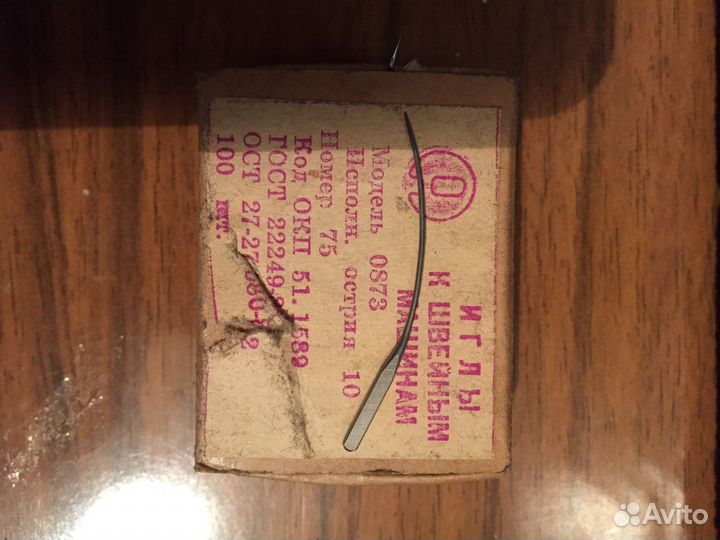 ИГЛЫ
К ШВЕЙНЫМ
МАШИНАМ
Модель 0873
Исполн. острия 10
Номер 75
Код ОКП 51.1589
ГОСТ 22249-
ОСТ 27-27-
100 шт.
Avito